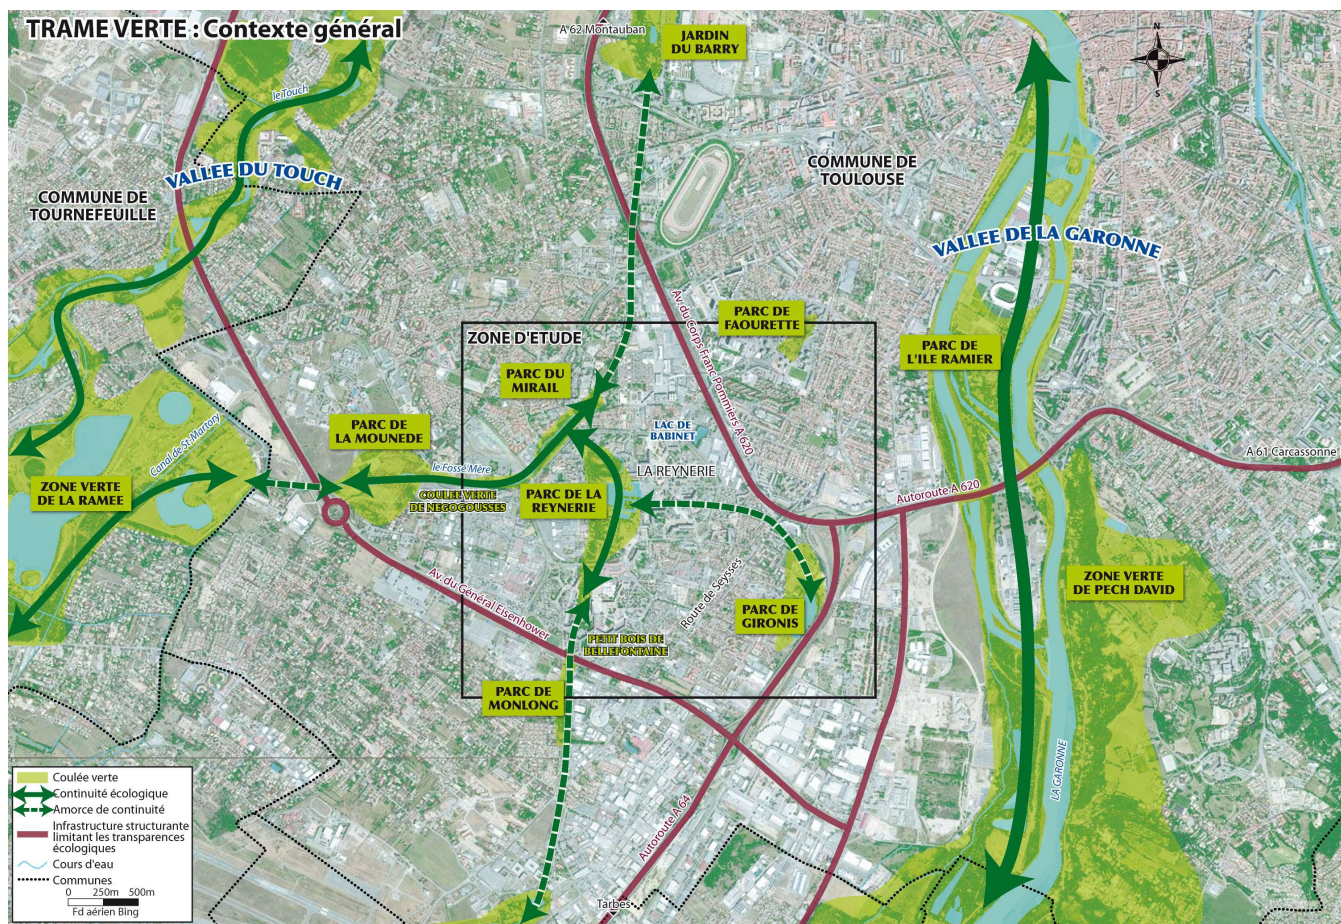 TRAME VERTE : Contexte général
A 62 Montauban
JARDIN
DU BARRY
N
S
le Touch
VALLEE DU TOUCH
COMMUNE DE
TOURNEFEUILLE
COMMUNE DE
TOULOUSE
VALLEE DE LA GARONNE
Av. du Corps Franc Pommiers A 620
ZONE D'ETUDE
PARC DE
FAOURETTE
PARC DE
L'ILE RAMIER
PARC DU
MIRAIL
PARC DE
LA MOUNEDE
LAC DE
BABINET
Canal de St-Martory
le Fossé Mère
LA REYNERIE
A 61 Carcassonne
ZONE VERTE
DE LA RAMEE
COULEE VERTE
DE NEGOGOUSSES
PARC DE LA
REYNERIE
Autoroute A 620
Av. du Général Eisenhower
Route de Seysses
ZONE VERTE
DE PECH DAVID
PARC DE
GIRONIS
PETIT BOIS DE
BELLEFONTAINE
PARC DE
MONLONG
LA GARONNE
Autoroute A 64
Tarbes
Coulée verte
Continuité écologique
Amorce de continuité
Infrastructure structurante
limitant les transparences
écologiques
Cours d'eau
Communes
0 250m 500m
Fd aérien Bing